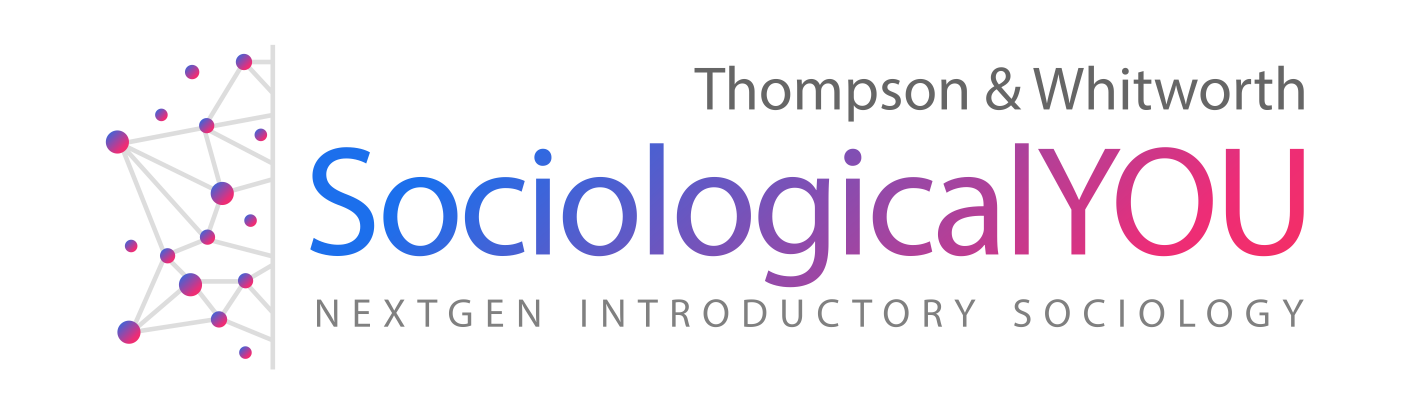 Thompson & Whitworth
SociologicalYOU
NEXTGEN INTRODUCTORY SOCIOLOGY